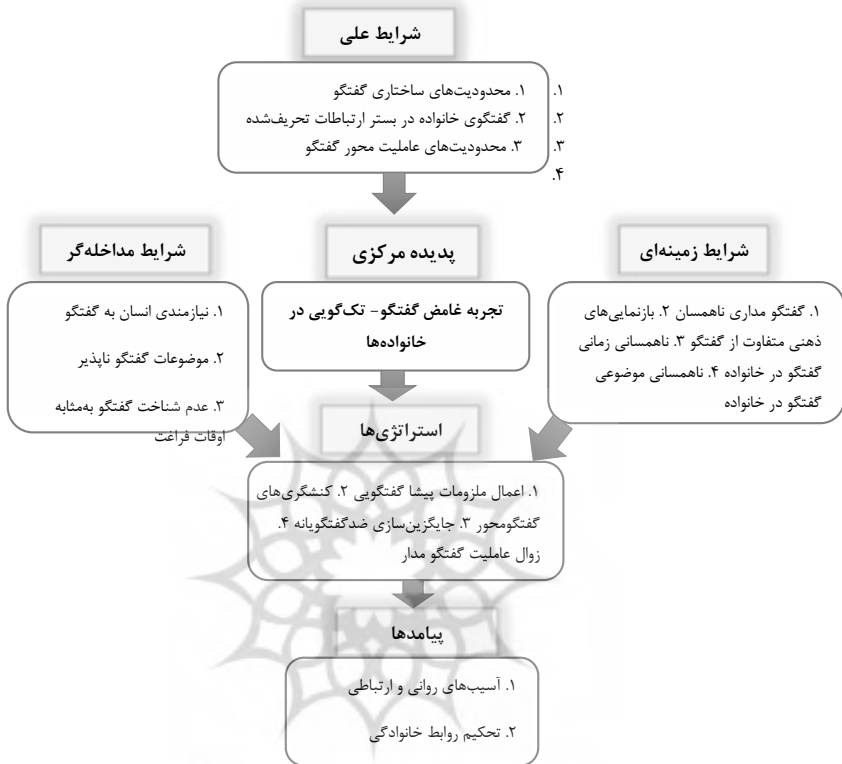 شرایط علی
۱. ۱. محدودیت‌های ساختاری گفتگو
۲. ۲. گفتگوی خانواده در بستر ارتباطات تحریف‌شده
۳. ۳. محدودیت‌های عاملیت محور گفتگو
۴.
شرایط زمینه‌ای
۱. گفتگو مداری ناهمسان ۲. بازنمایی‌های
ذهنی متفاوت از گفتگو ۳. ناهمسانی زمانی
گفتگو در خانواده ۴. ناهمسانی موضوعی
گفتگو در خانواده
پدیده مرکزی
تجربه غامض گفتگو- تک‌گویی در
خانواده‌ها
شرایط مداخله‌گر
۱. نیازمندی انسان به گفتگو
۲. موضوعات گفتگو ناپذیر
۳. عدم شناخت گفتگو به‌مثابه
اوقات فراغت
استراتژی‌ها
۱. اعمال ملزومات پیشا گفتگویی ۲. کنشگری‌های
گفتگومحور ۳. جایگزین‌سازی ضدگفتگویانه ۴.
زوال عاملیت گفتگو مدار
پیامدها
۱. آسیب‌های روانی و ارتباطی
۲. تحکیم روابط خانوادگی